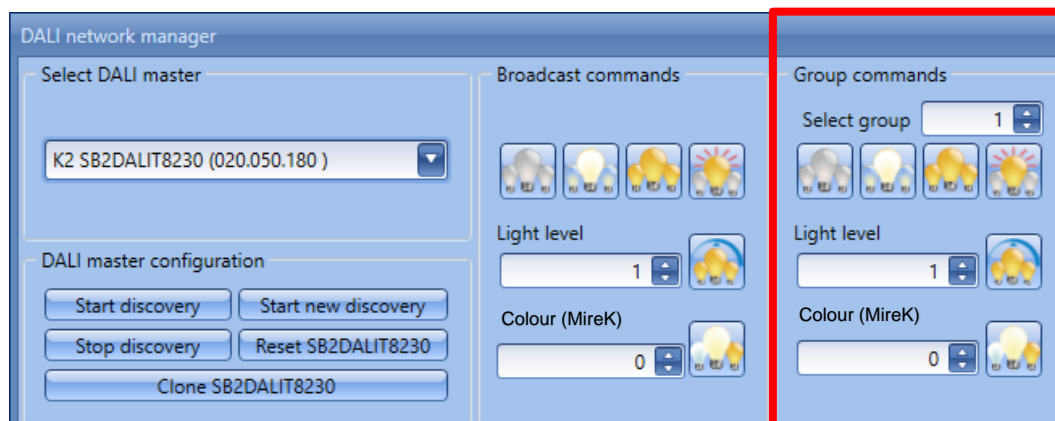 DALI network manager
Select DALI master
K2 SB2DALIT8230 (020.050.180 )
DALI master configuration
Start discovery
Start new discovery
Stop discovery
Reset SB2DALIT8230
Clone SB2DALIT8230
Broadcast commands
Light level
1
Colour (MireK)
0
Group commands
Select group
1
Light level
1
Colour (MireK)
0